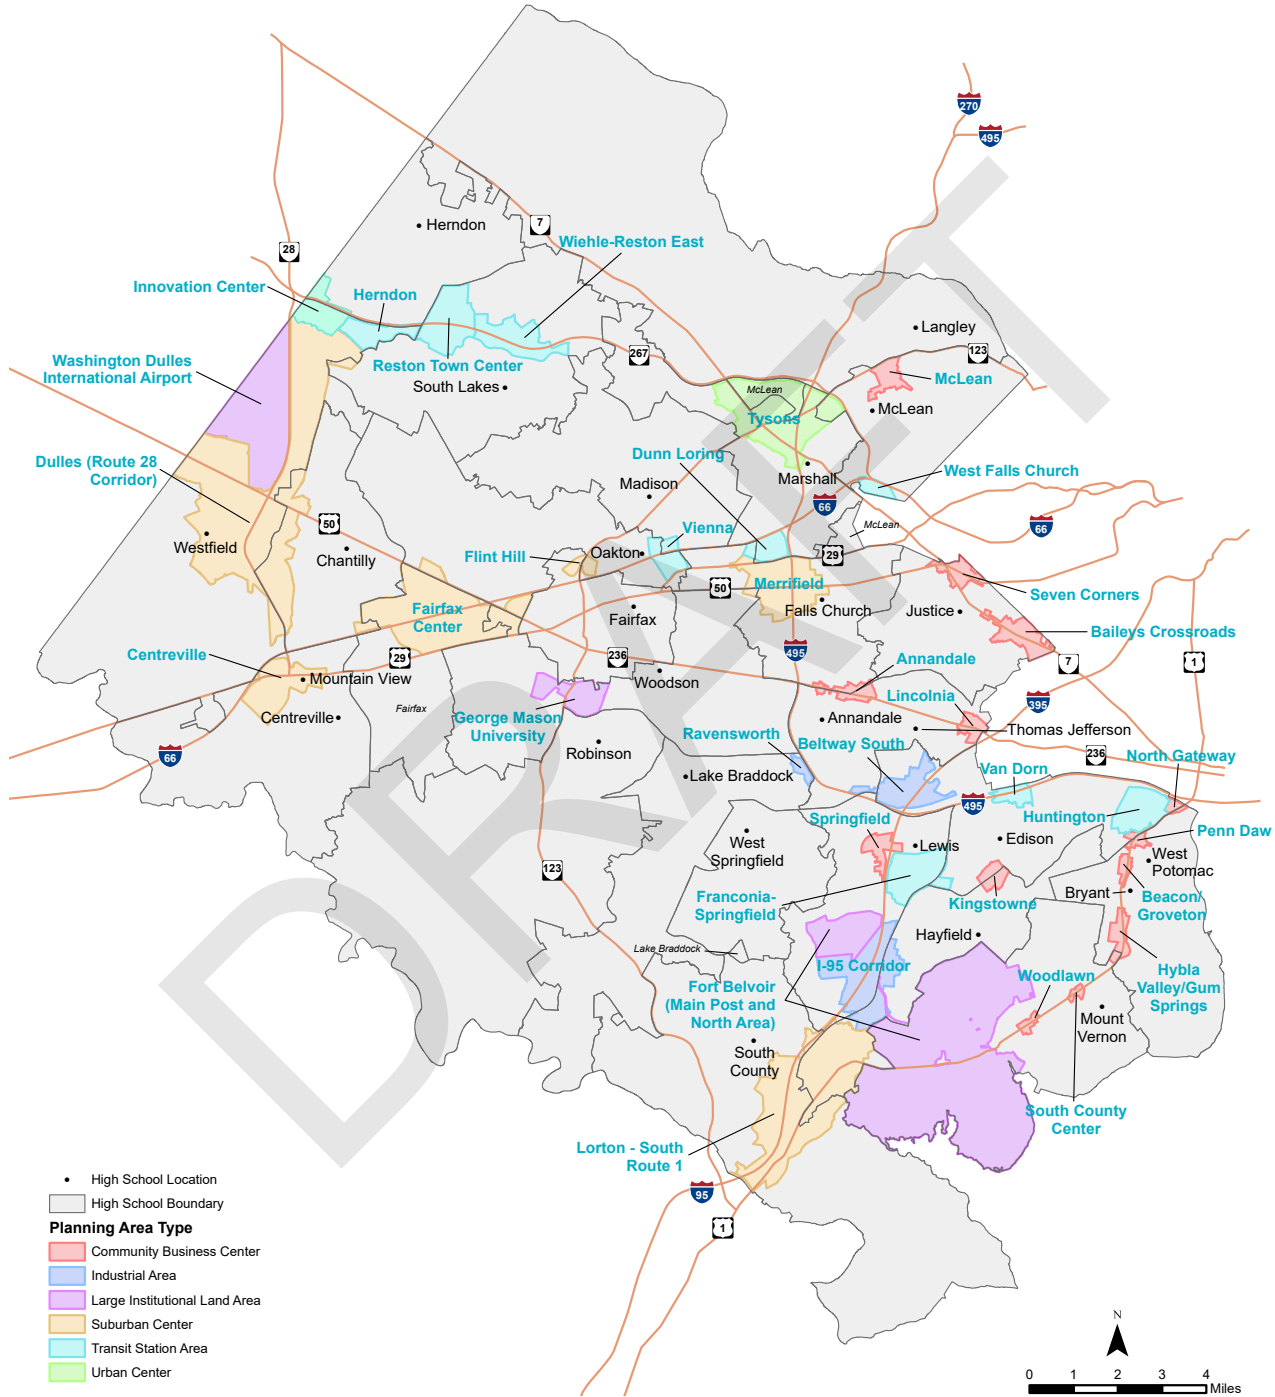 270
495
7
Herndon
28
Wiehle-Reston East
Innovation Center
Herndon
Langley
123
267
Washington Dulles
International Airport
Reston Town Center
South Lakes
McLean
McLean
McLean
Tysons
Dulles (Route 28
Corridor)
Dunn Loring
Marshall
West Falls Church
Madison
66
50
Westfield
Chantilly
Vienna
McLean
66
Flint Hill
Oakton
29
Merrifield
50
Seven Corners
Fairfax
Center
Falls Church
Justice
Fairfax
Baileys Crossroads
Centreville
29
236
495
7
1
Annandale
Mountain View
Woodson
Lincolnia
395
Fairfax
Centreville
George Mason
University
Annandale
Thomas Jefferson
Ravensworth
Beltway South
66
Robinson
236
North Gateway
Lake Braddock
Van Dorn
495
Springfield
Huntington
Penn Daw
West
Springfield
Lewis
Edison
West
Potomac
123
Franconia-
Springfield
Kingstowne
Bryant
Beacon/
Groveton
Hayfield
Lake Braddock
I-95 Corridor
Woodlawn
Hybla
Valley/Gum
Springs
Fort Belvoir
(Main Post and
North Area)
Mount
Vernon
South
County
South County
Center
Lorton - South
Route 1
95
1
DRAFT
High School Location
High School Boundary
Planning Area Type
Community Business Center
Industrial Area
Large Institutional Land Area
Suburban Center
Transit Station Area
Urban Center
N
0 1 2 3 4
Miles